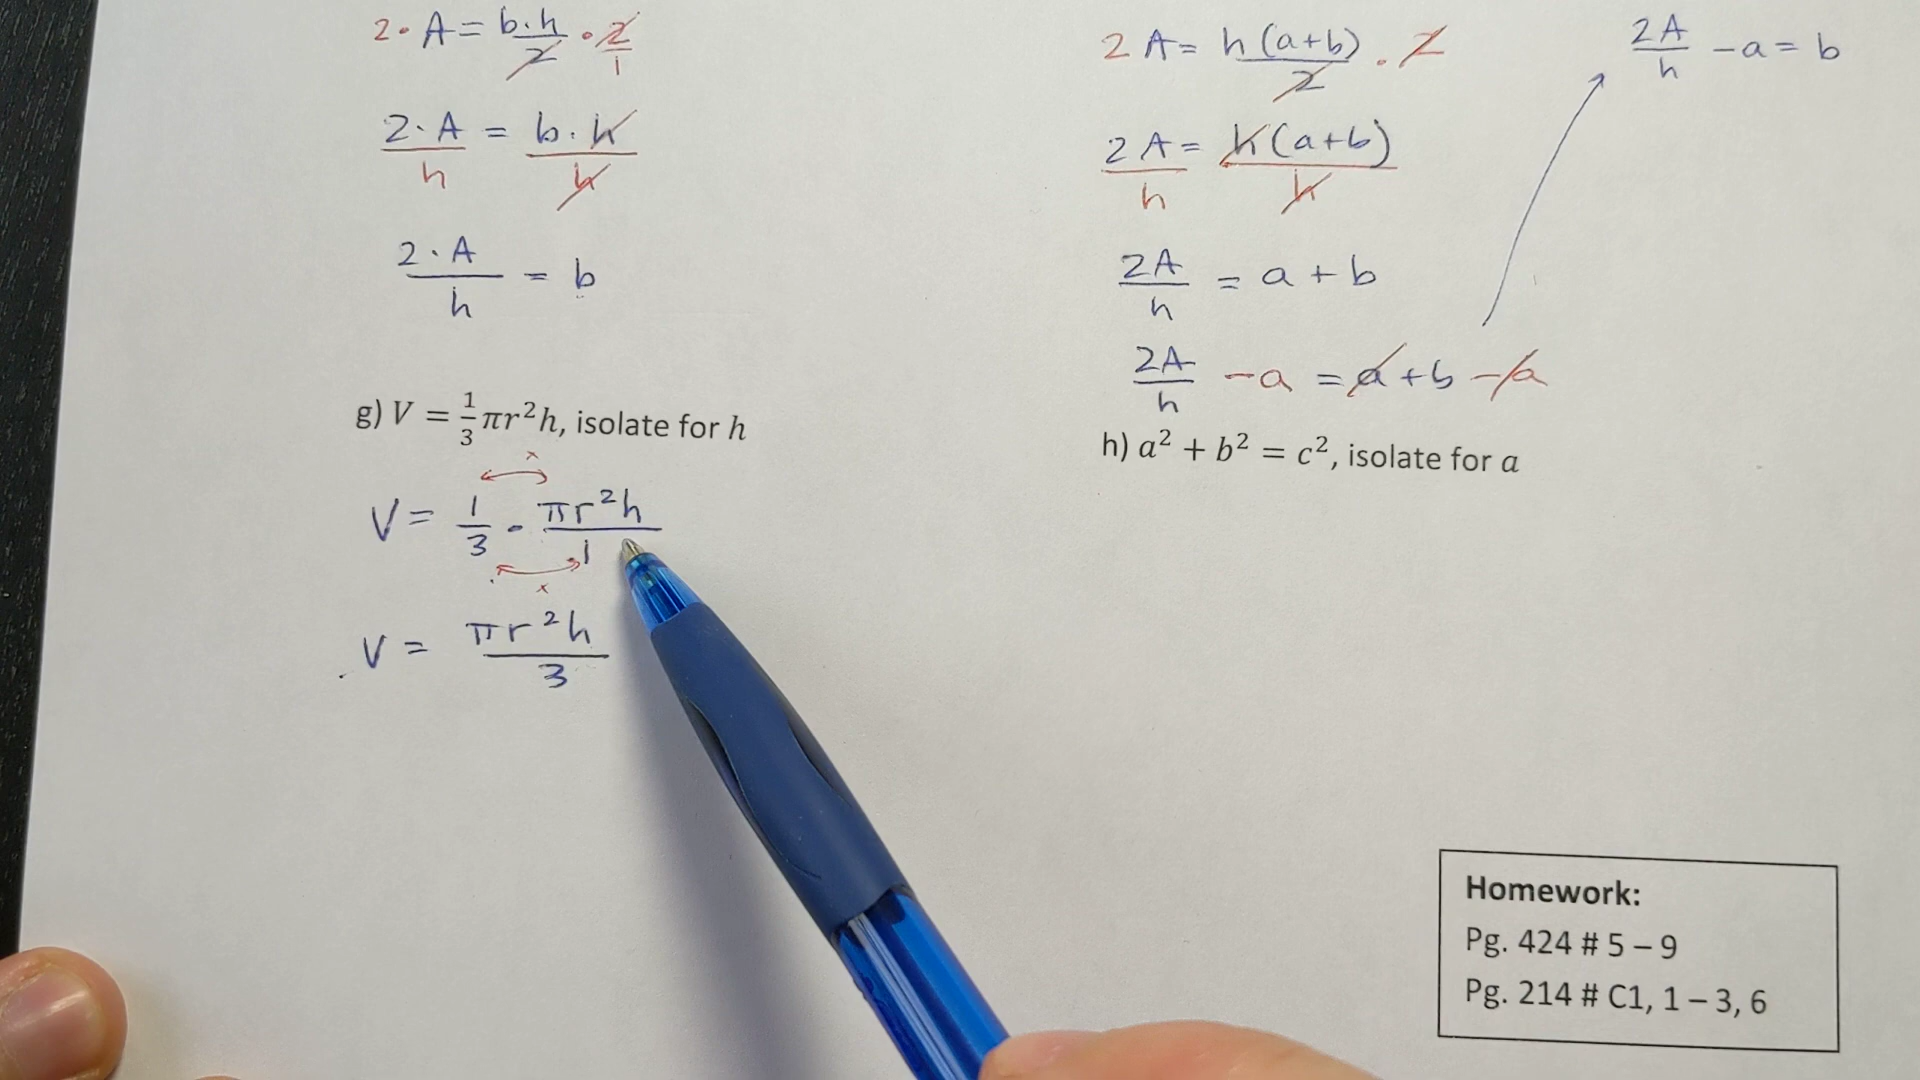 2·A = b·h/2 · 2/1
2·A/h = b·h/h
2·A/h = b
g) V = 1/3 πr²h, isolate for h
V = 1/3 · πr²h/1
V = πr²h/3
2A = h(a+b)/2 · 2
2A/h = h(a+b)/h
2A/h = a + b
2A/h - a = a + b - a
2A/h - a = b
h) a² + b² = c², isolate for a
Homework:
Pg. 424 # 5 – 9
Pg. 214 # C1, 1 – 3, 6